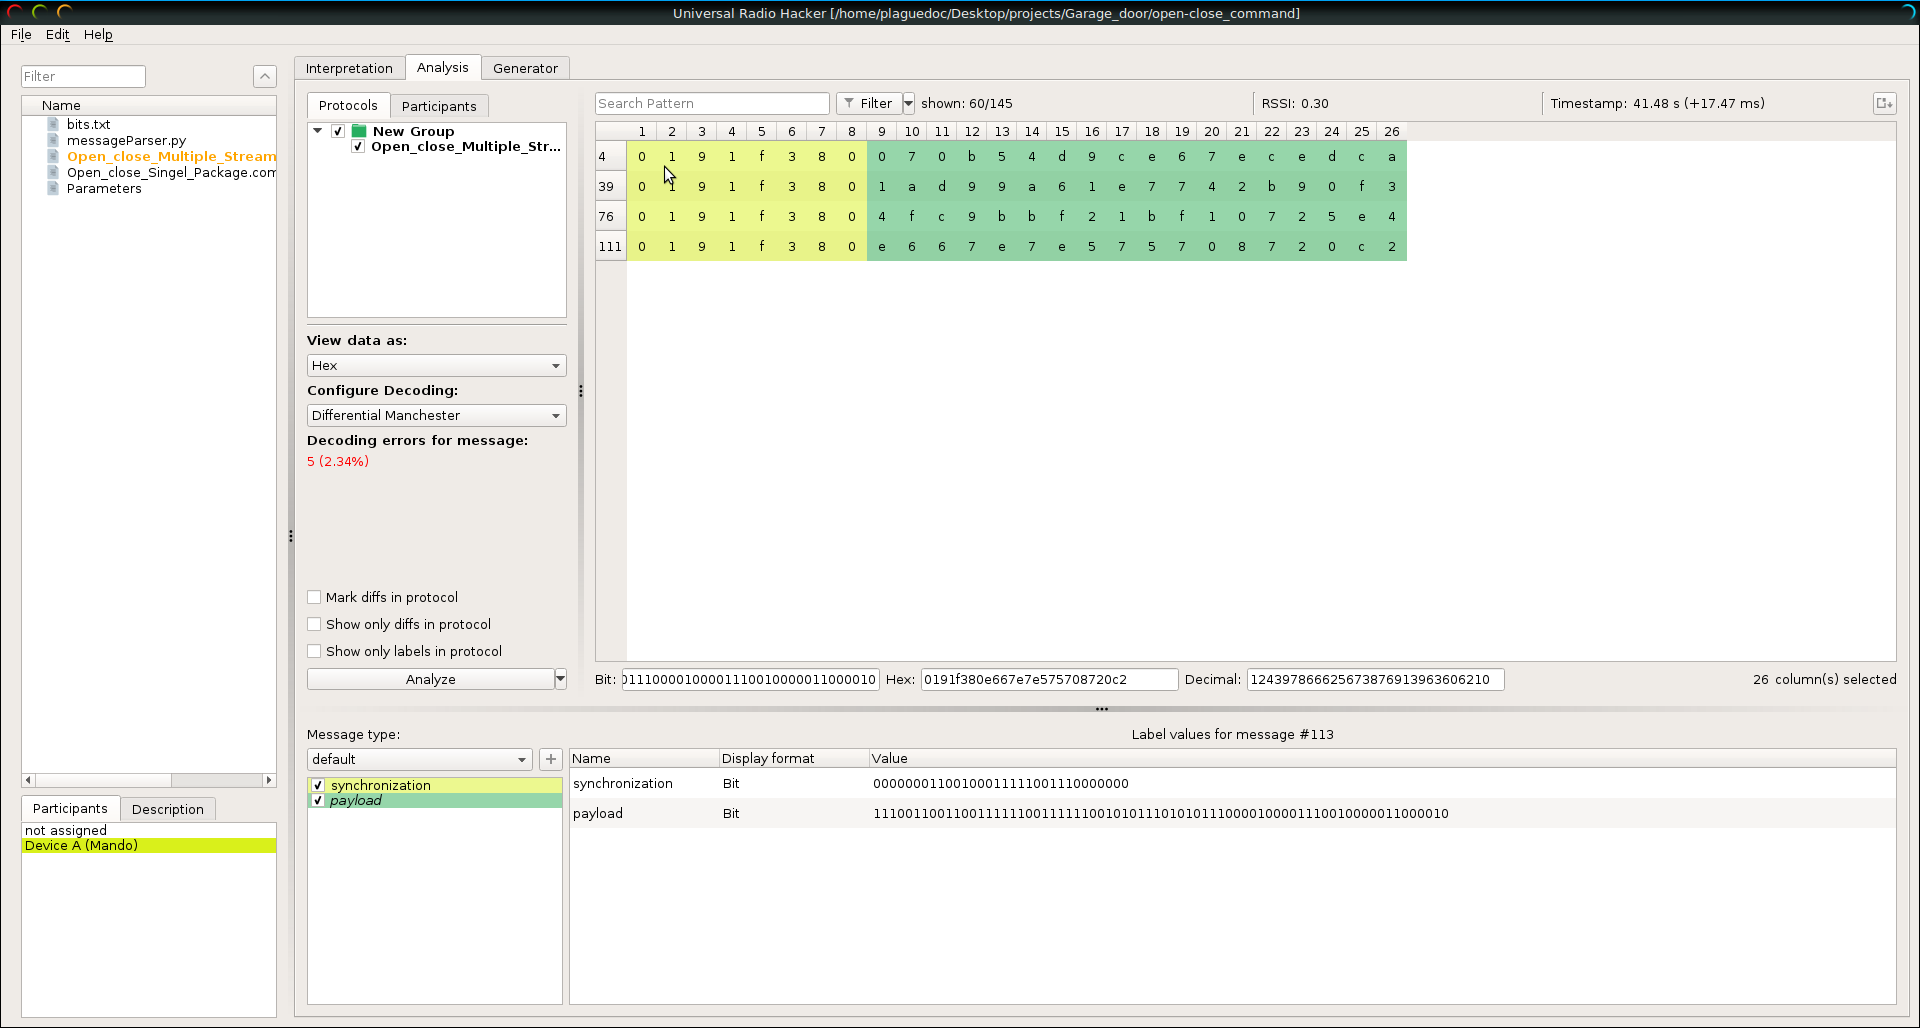 Universal Radio Hacker [/home/plaguedoc/Desktop/projects/Garage_door/open-close_command]
File Edit Help
Filter
Name
bits.txt
messageParser.py
Open_close_Multiple_Stream
Open_close_Singel_Package.com
Parameters
Participants Description
not assigned
Device A (Mando)
Interpretation Analysis Generator
Protocols Participants
New Group
Open_close_Multiple_Str...
View data as:
Hex
Configure Decoding:
Differential Manchester
Decoding errors for message:
5 (2.34%)
Mark diffs in protocol
Show only diffs in protocol
Show only labels in protocol
Analyze
Search Pattern Filter shown: 60/145 RSSI: 0.30 Timestamp: 41.48 s (+17.47 ms)
1 2 3 4 5 6 7 8 9 10 11 12 13 14 15 16 17 18 19 20 21 22 23 24 25 26
4 0 1 9 1 f 3 8 0 0 7 0 b 5 4 d 9 c e 6 7 e c e d c a
39 0 1 9 1 f 3 8 0 1 a d 9 9 a 6 1 e 7 7 4 2 b 9 0 f 3
76 0 1 9 1 f 3 8 0 4 f c 9 b b f 2 1 b f 1 0 7 2 5 e 4
111 0 1 9 1 f 3 8 0 e 6 6 7 e 7 e 5 7 5 7 0 8 7 2 0 c 2
Bit: 0111000010000111001000001​1000010 Hex: 0191f380e667e7e575708720c2 Decimal: 124397866625673876913963606210 26 column(s) selected
Message type:
default
synchronization
payload
Label values for message #113
Name Display format Value
synchronization Bit 00000001100100011111001110000000
payload Bit 111001100110011111100111111001010111010101110000100001110010000011000010